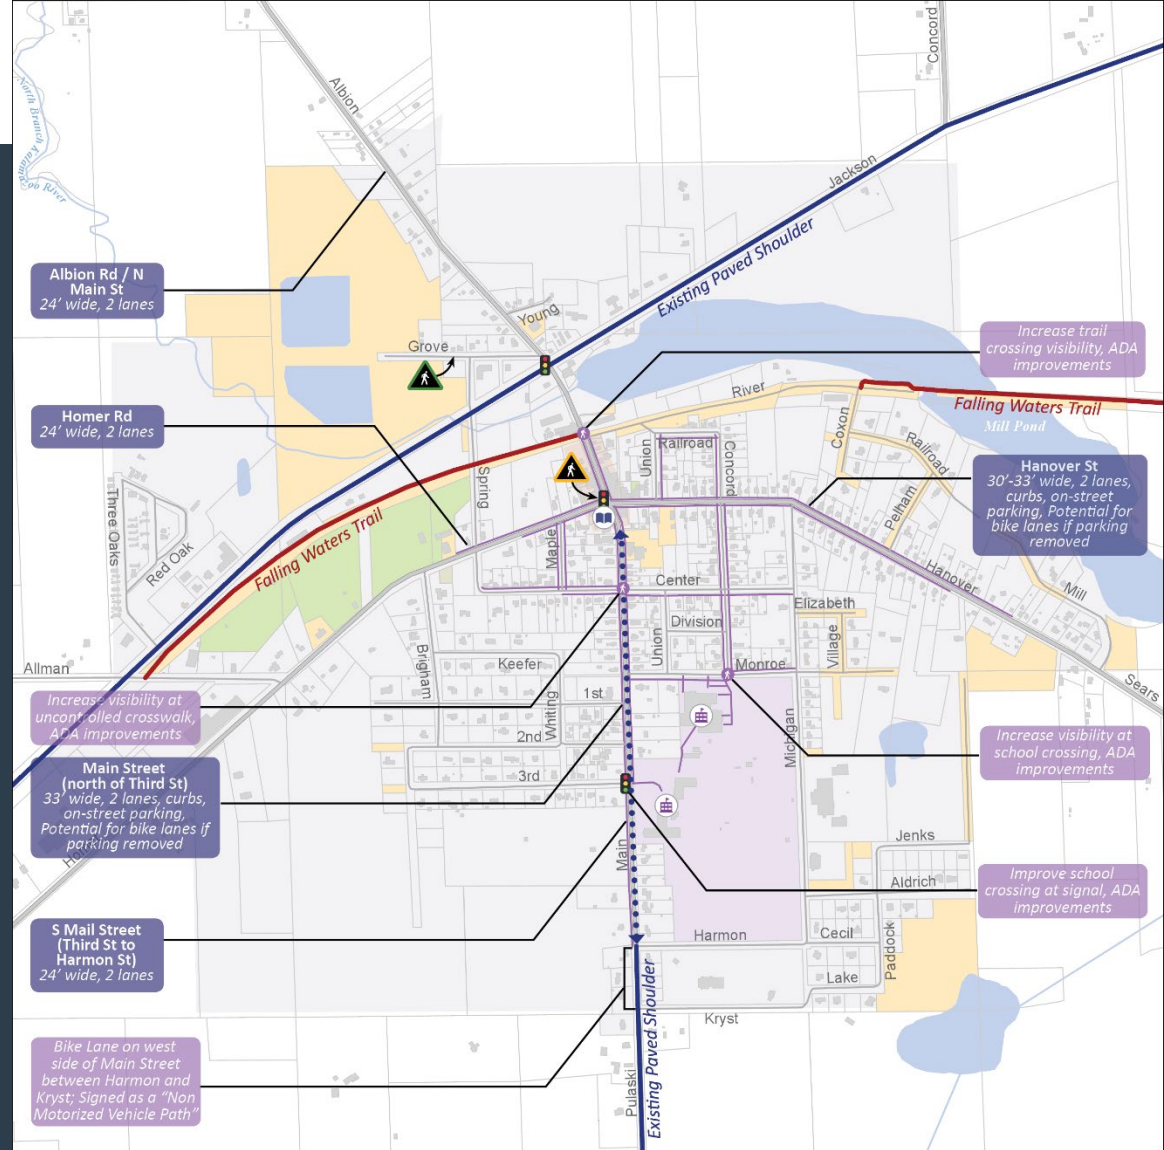 Concord
Albion
North Branch Kalamazoo River
Jackson
Existing Paved Shoulder
Albion Rd / N
Main St
24' wide, 2 lanes
Young
Grove
Increase trail
crossing visibility, ADA
improvements
River
Falling Waters Trail
Mill Pond
Homer Rd
24' wide, 2 lanes
Union
Railroad
Concord
Coxon
Railroad
Pelham
Hanover St
30'-33' wide, 2 lanes,
curbs, on-street
parking, Potential for
bike lanes if parking
removed
Spring
Three Oaks
Red Oak
Falling Waters Trail
Maple
Center
Hanover
Mill
Elizabeth
Division
Union
Village
Monroe
Allman
Brigham
Keefer
1st
Whiting
2nd
3rd
Michigan
Sears
Increase visibility at
uncontrolled crosswalk,
ADA improvements
Increase visibility at
school crossing, ADA
improvements
Main Street
(north of Third St)
33' wide, 2 lanes, curbs,
on-street parking,
Potential for bike lanes if
parking removed
Main
Jenks
Aldrich
Improve school
crossing at signal, ADA
improvements
S Mail Street
(Third St to
Harmon St)
24' wide, 2 lanes
Harmon
Cecil
Paddock
Lake
Kryst
Existing Paved Shoulder
Pulaski
Bike Lane on west
side of Main Street
between Harmon and
Kryst; Signed as a "Non
Motorized Vehicle Path"